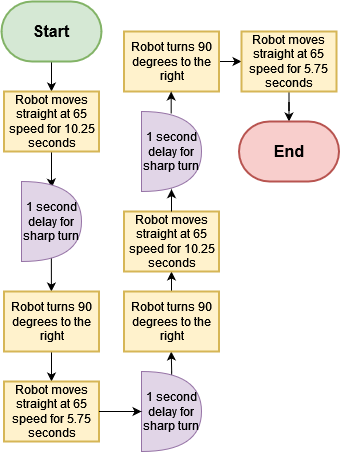 Start
Robot moves
straight at 65
speed for 10.25
seconds
1 second
delay for
sharp turn
Robot turns 90
degrees to the
right
Robot moves
straight at 65
speed for 5.75
seconds
1 second
delay for
sharp turn
Robot turns 90
degrees to the
right
Robot moves
straight at 65
speed for 10.25
seconds
1 second
delay for
sharp turn
Robot turns 90
degrees to the
right
Robot moves
straight at 65
speed for 5.75
seconds
End